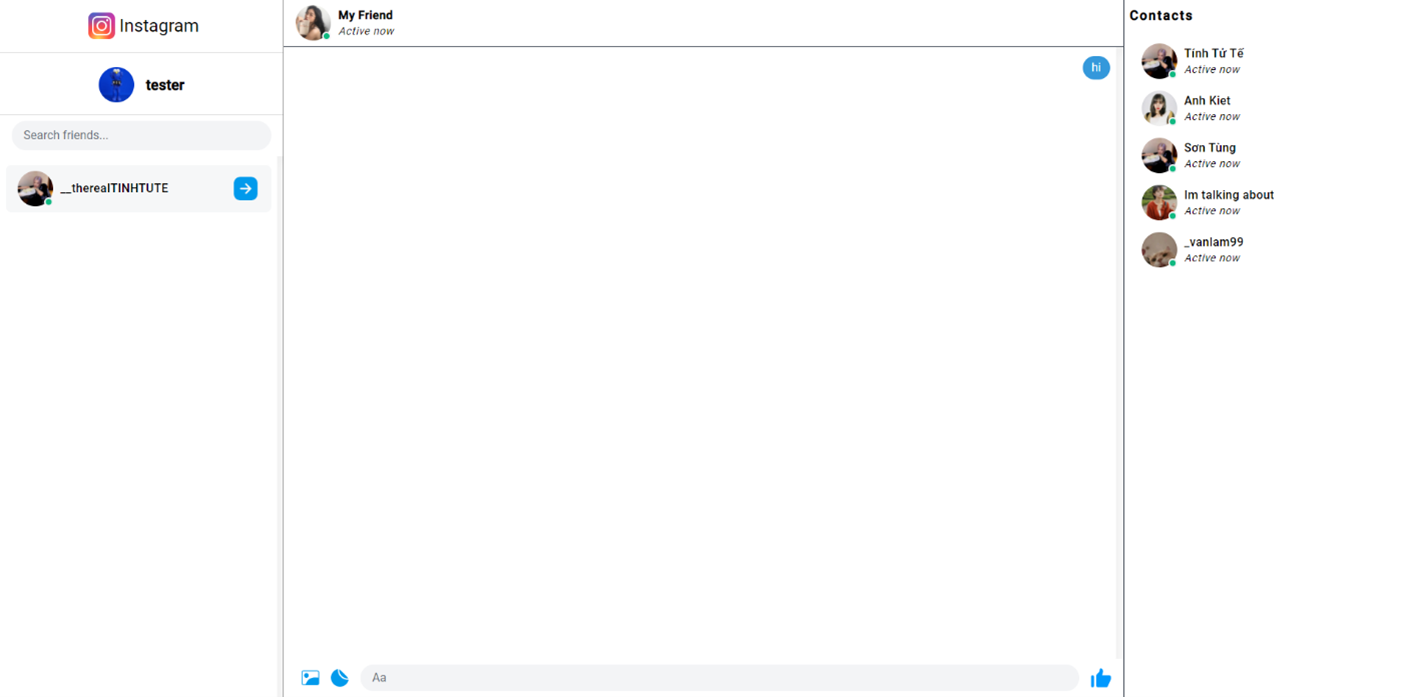 Instagram
tester
Search friends...
__therealTINHTUTE
My Friend
Active now
hi
Aa
Contacts
Tính Tử Tế
Active now
Anh Kiet
Active now
Sơn Tùng
Active now
Im talking about
Active now
_vanlam99
Active now